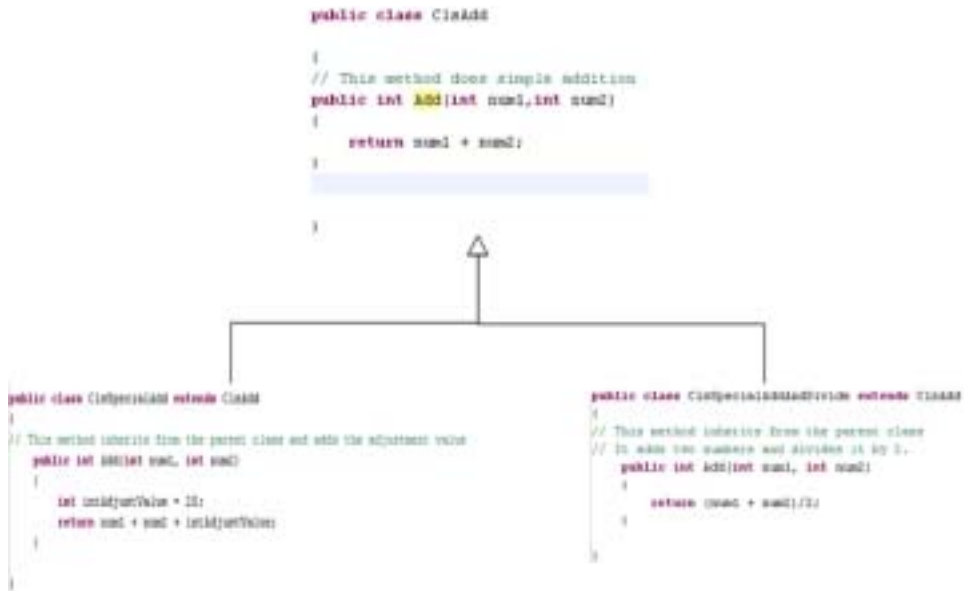 public class ClsAdd
{
// This method does simple addition
public int Add(int num1,int num2)
{
return num1 + num2;
}
}
public class ClsSpecialAdd extends ClsAdd
{
// This method inherits from the parent class and adds the adjustment value
public int Add(int num1, int num2)
{
int intAdjustValue =
return num1 + num2 + intAdjustValue;
}
}
public class ClsSpecialAddAndDivide extends ClsAdd
{
// This method inherits from the parent class
// It adds two numbers and divides it by 2.
public int Add(int num1, int num2)
{
return (num1 + num2)/2;
}
}